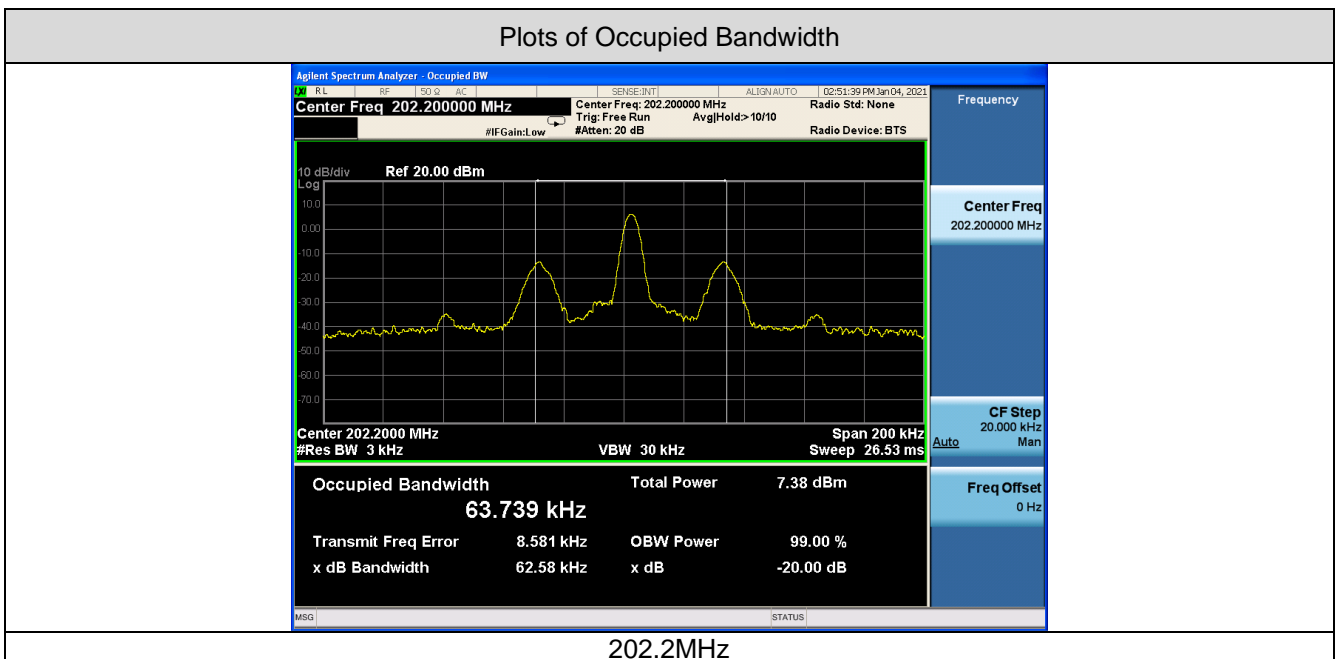 Plots of Occupied Bandwidth
Agilent Spectrum Analyzer - Occupied BW
LXI RL RF 50 Ω AC SENSE:INT ALIGN AUTO 02:51:39 PM Jan 04, 2021
Center Freq 202.200000 MHz
Center Freq: 202.200000 MHz Radio Std: None
Trig: Free Run Avg|Hold:>10/10
#IFGain:Low #Atten: 20 dB Radio Device: BTS
10 dB/div Ref 20.00 dBm
Log
10.0
0.00
-10.0
-20.0
-30.0
-40.0
-50.0
-60.0
-70.0
Center 202.2000 MHz Span 200 kHz
#Res BW 3 kHz VBW 30 kHz Sweep 26.53 ms
Occupied Bandwidth Total Power 7.38 dBm
63.739 kHz
Transmit Freq Error 8.581 kHz OBW Power 99.00 %
x dB Bandwidth 62.58 kHz x dB -20.00 dB
MSG STATUS
Frequency
Center Freq
202.200000 MHz
CF Step
20.000 kHz
Auto Man
Freq Offset
0 Hz
202.2MHz